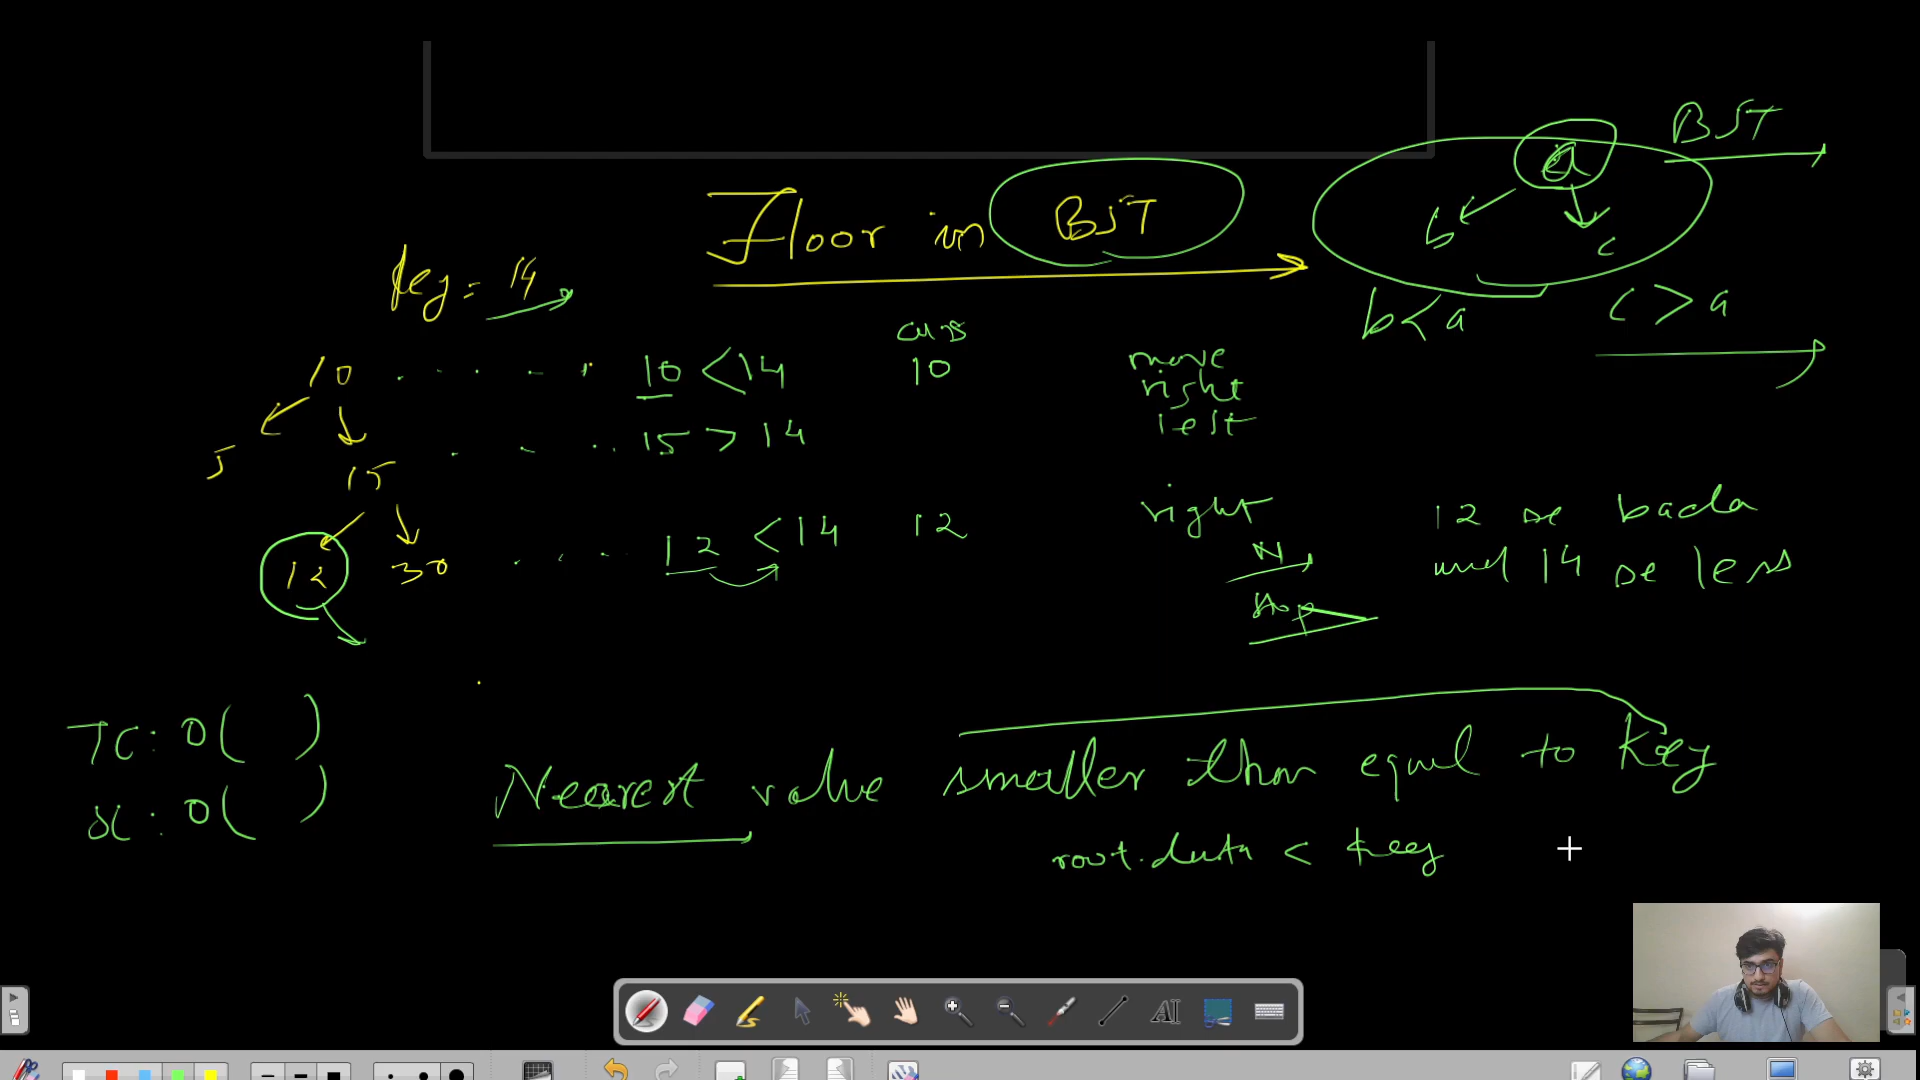 BST
a
Floor in BST
b
c
key = 14
b < a
c > a
ans
10 . . . . . 10 < 14 10 move right
5
15 . . . . 15 > 14 left
12 30 . . . . 12 < 14 12 right
N
stop
12 se bada
and 14 se less
TC : O( )
SC : O( )
Nearest value smaller than equal to key
root.data < key
AI